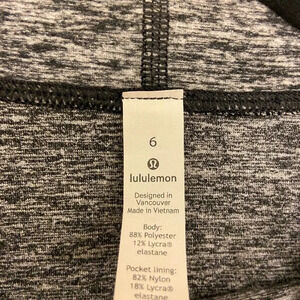 6
lululemon
Designed in
Vancouver
Made in Vietnam
Body:
88% Polyester
12% Lycra®
elastane
Pocket lining:
82% Nylon
18% Lycra®
elastane